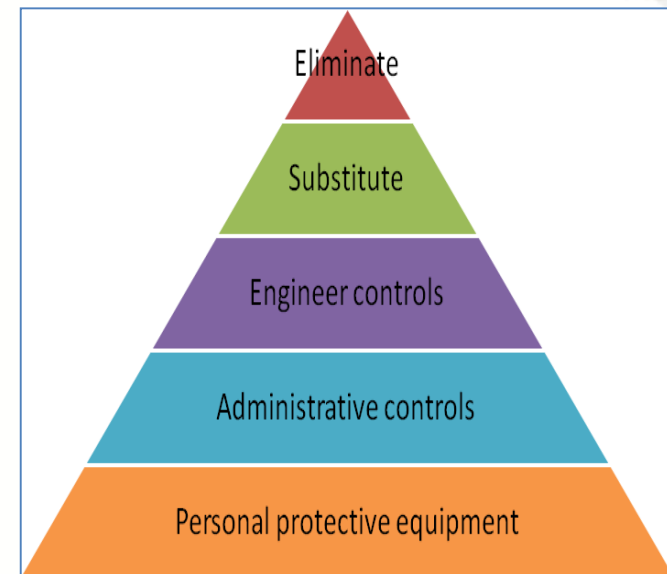 Eliminate
Substitute
Engineer controls
Administrative controls
Personal protective equipment